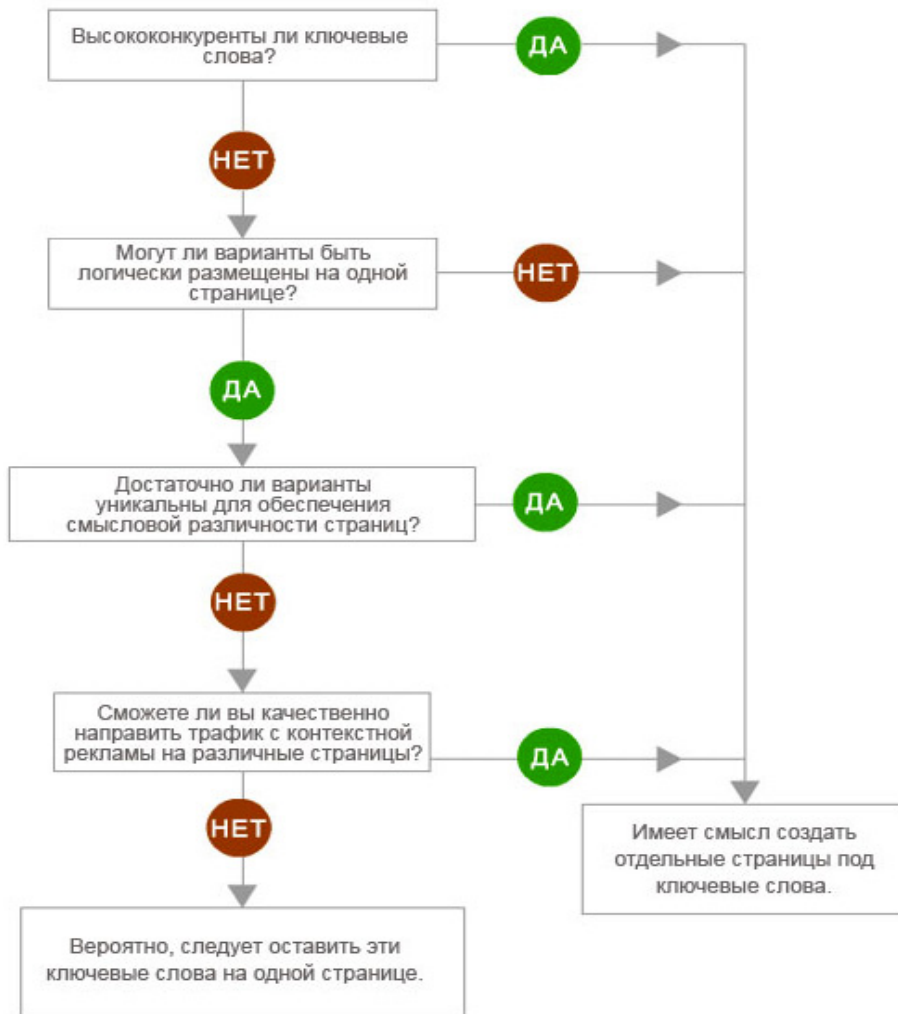 Высококонкуренты ли ключевые
слова?
ДА
НЕТ
Могут ли варианты быть
логически размещены на одной
странице?
НЕТ
ДА
Достаточно ли варианты
уникальны для обеспечения
смысловой различности страниц?
ДА
НЕТ
Сможете ли вы качественно
направить трафик с контекстной
рекламы на различные страницы?
ДА
НЕТ
Имеет смысл создать
отдельные страницы под
ключевые слова.
Вероятно, следует оставить эти
ключевые слова на одной странице.